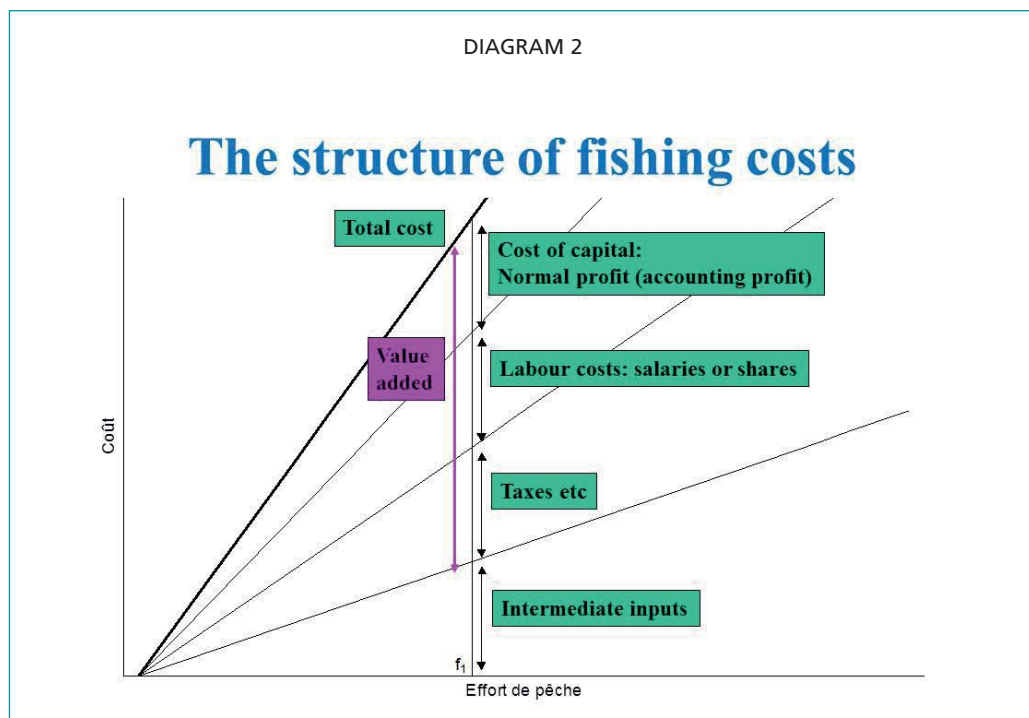 DIAGRAM 2
The structure of fishing costs
Total cost
Cost of capital:
Normal profit (accounting profit)
Value
added
Labour costs: salaries or shares
Coût
Taxes etc
Intermediate inputs
f1
Effort de pêche